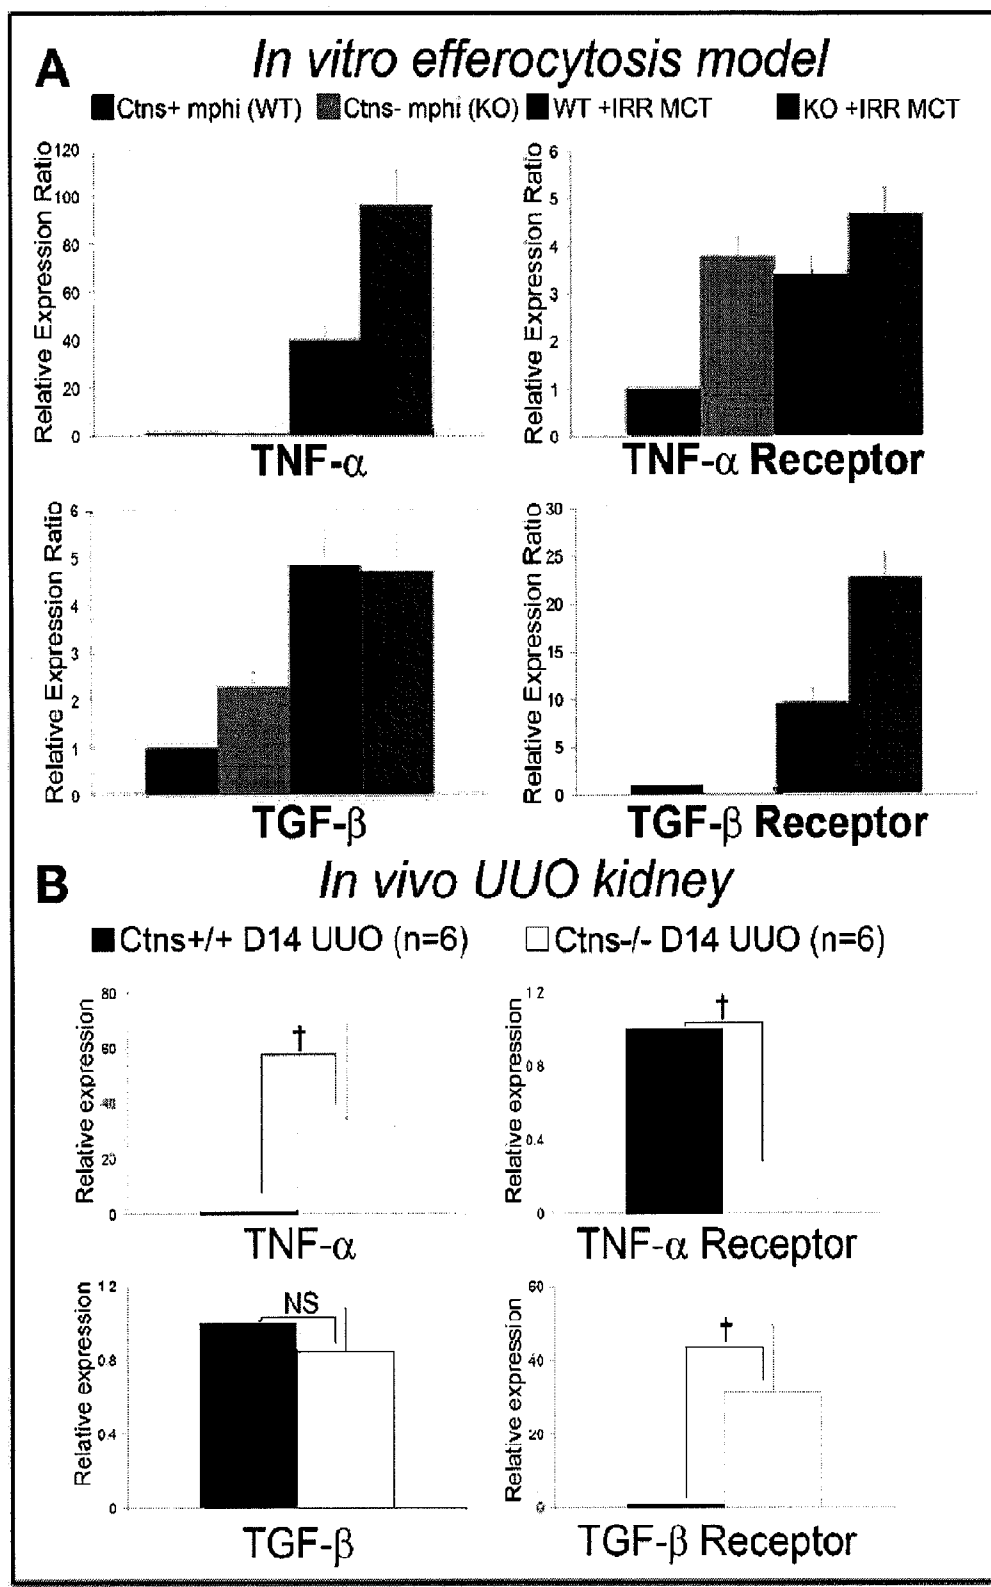 A In vitro efferocytosis model
Ctns+ mphi (WT) Ctns- mphi (KO) WT +IRR MCT KO +IRR MCT
Relative Expression Ratio
120
100
80
60
40
20
0
TNF-α
Relative Expression Ratio
6
5
4
3
2
1
0
TNF-α Receptor
Relative Expression Ratio
6
5
4
3
2
1
0
TGF-β
Relative Expression Ratio
30
25
20
15
10
5
0
TGF-β Receptor
B In vivo UUO kidney
Ctns+/+ D14 UUO (n=6) Ctns-/- D14 UUO (n=6)
Relative expression
80
60
40
20
0
†
TNF-α
Relative expression
1 2
0.8
0.4
0
†
TNF-α Receptor
Relative expression
1 2
0.8
0.4
0
NS
TGF-β
Relative expression
60
40
20
0
†
TGF-β Receptor